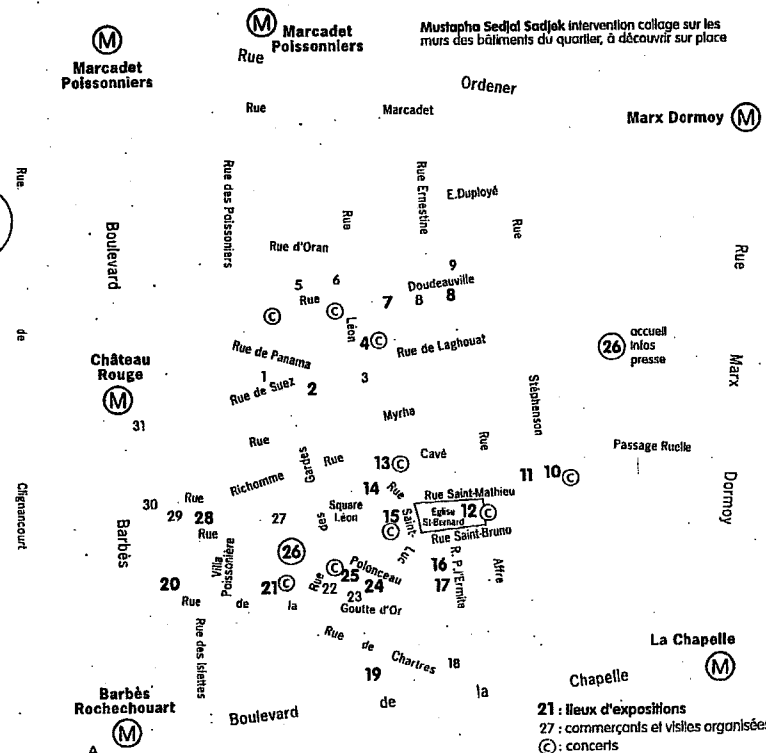 Mustapha Sedjal Sadjek intervention collage sur les
murs des bâtiments du quartier, à découvrir sur place
M
Marcadet
Poissonniers
M Marcadet
Poissonniers
Rue
Ordener
Rue Marcadet
Marx Dormoy M
Rue
de
Clignancourt
Boulevard
Barbès
Rue des Poissoniers
Rue
Léon
Rue Ernestine
E.Duployé
Rue
Stéphenson
Rue
Marx
Dormoy
Rue d'Oran
5
6
9
Rue
Doudeauville
7
8
8
©
©
4 ©
Rue de Panama
Rue de Laghouat
26
accueil
infos
presse
Château
Rouge
M
31
1
Rue de Suez
2
3
Myrha
Rue
Richomme
Gardes
des
Rue
Rue
Cavé
Rue
Affre
Passage Ruelle
13 ©
11
10 ©
14
Rue
Saint-
Luc
Rue Saint-Mathieu
Eglise
St-Bernard
12 ©
Rue Saint-Bruno
30
Rue
29
28
27
Rue
Square
Léon
15
©
26
Villa
Poissonière
©
25
Polonceau
16
17
R. P. l'Ermite
20
21 ©
Rue
22
24
23
Rue
de
la
Goutte d'Or
Rue des Islettes
Rue
de
Chartres
18
19
La Chapelle
M
Barbès
Rochechouart
M
Boulevard
de
la
Chapelle
21 : lieux d'expositions
27 : commerçants et visites organisées
© : concerts